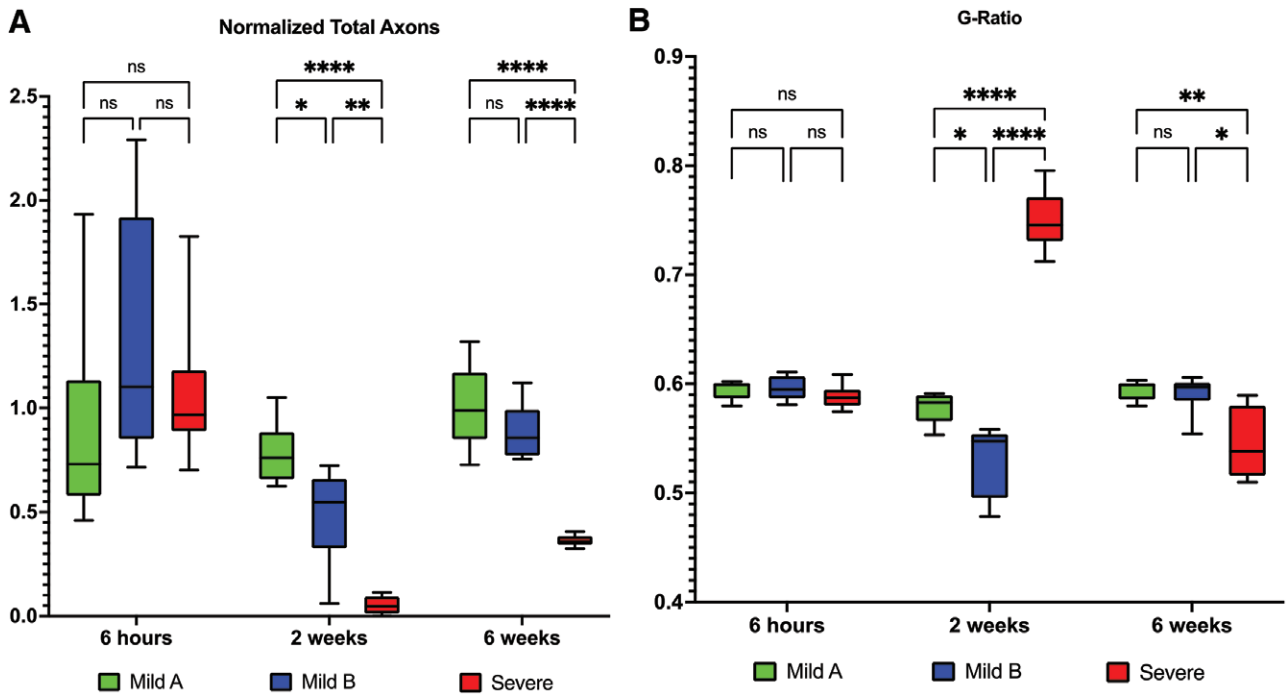 A
Normalized Total Axons
ns
ns
ns
****
*
**
****
ns
****
2.5
2.0
1.5
1.0
0.5
0.0
6 hours
2 weeks
6 weeks
Mild A
Mild B
Severe
B
G-Ratio
ns
ns
ns
****
*
****
**
ns
*
0.9
0.8
0.7
0.6
0.5
0.4
6 hours
2 weeks
6 weeks
Mild A
Mild B
Severe